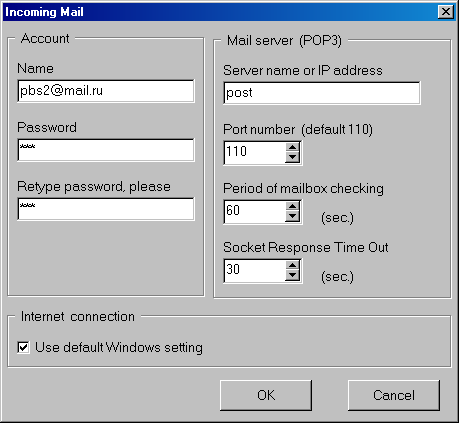 Incoming Mail
Account
Name
pbs2@mail.ru
Password
***
Retype password, please
***
Mail server (POP3)
Server name or IP address
post
Port number (default 110)
110
Period of mailbox checking
60
(sec.)
Socket Response Time Out
30
(sec.)
Internet connection
Use default Windows setting
OK
Cancel